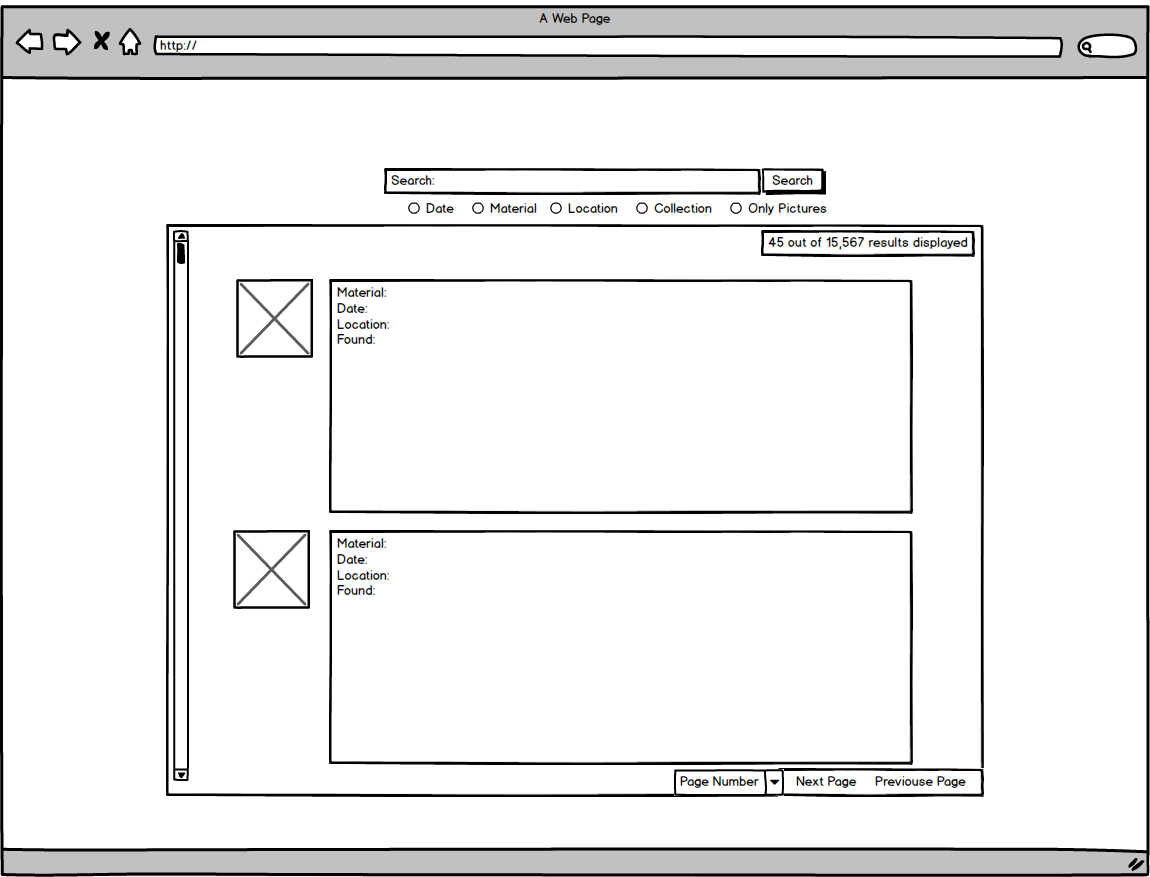 A Web Page
http://
Search:
Search
Date
Material
Location
Collection
Only Pictures
45 out of 15,567 results displayed
Material:
Date:
Location:
Found:
Material:
Date:
Location:
Found:
Page Number
Next Page
Previouse Page